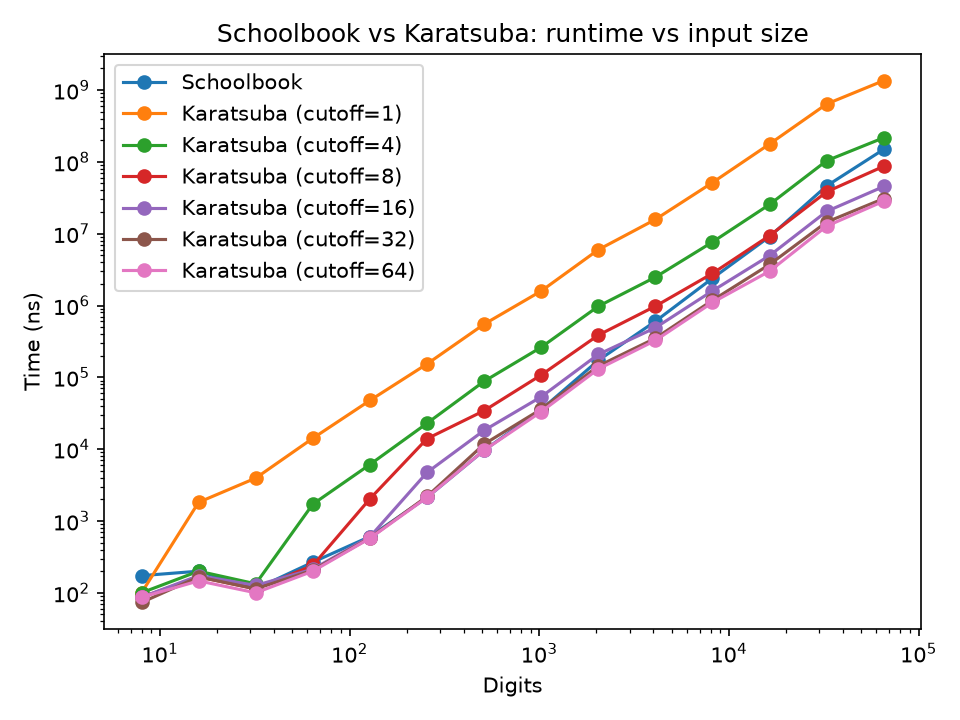 Schoolbook vs Karatsuba: runtime vs input size
Schoolbook
Karatsuba (cutoff=1)
Karatsuba (cutoff=4)
Karatsuba (cutoff=8)
Karatsuba (cutoff=16)
Karatsuba (cutoff=32)
Karatsuba (cutoff=64)
Time (ns)
10⁹
10⁸
10⁷
10⁶
10⁵
10⁴
10³
10²
10¹ 10² 10³ 10⁴ 10⁵
Digits